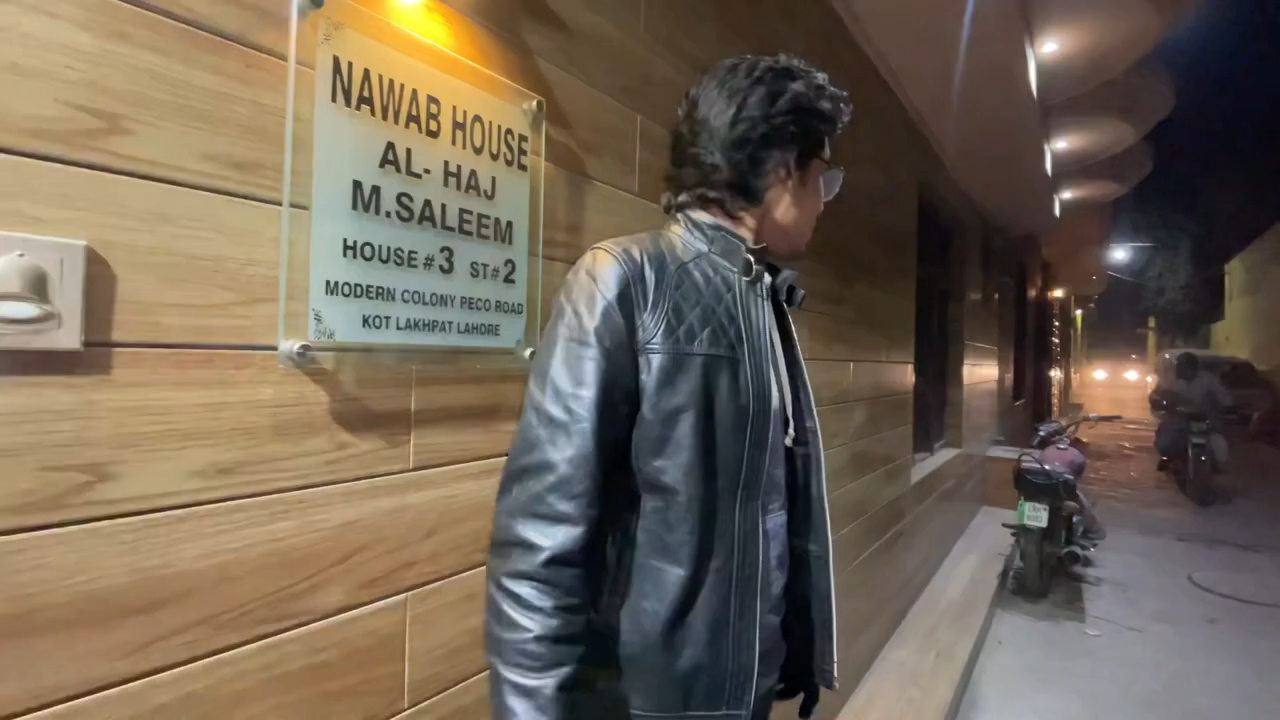 NAWAB HOUSE
AL- HAJ
M.SALEEM
HOUSE #3 ST#2
MODERN COLONY PECO ROAD
KOT LAKHPAT LAHORE